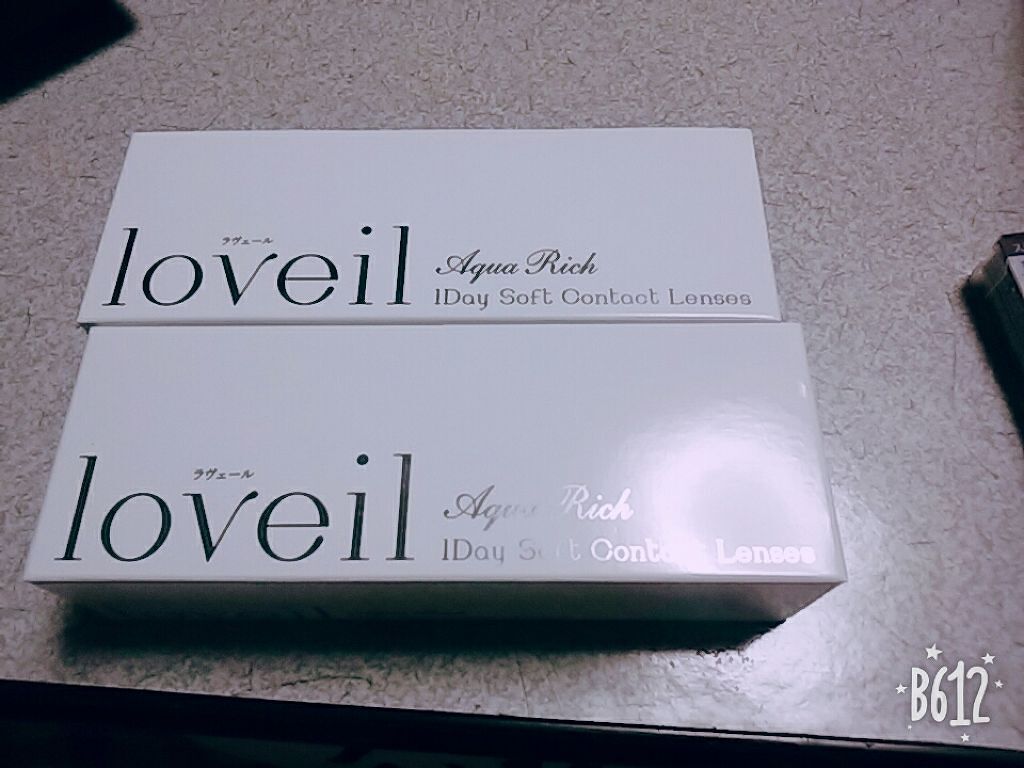 ラヴェール
loveil
Aqua Rich
1Day Soft Contact Lenses
ラヴェール
loveil
Aqua Rich
1Day Soft Contact Lenses
B612